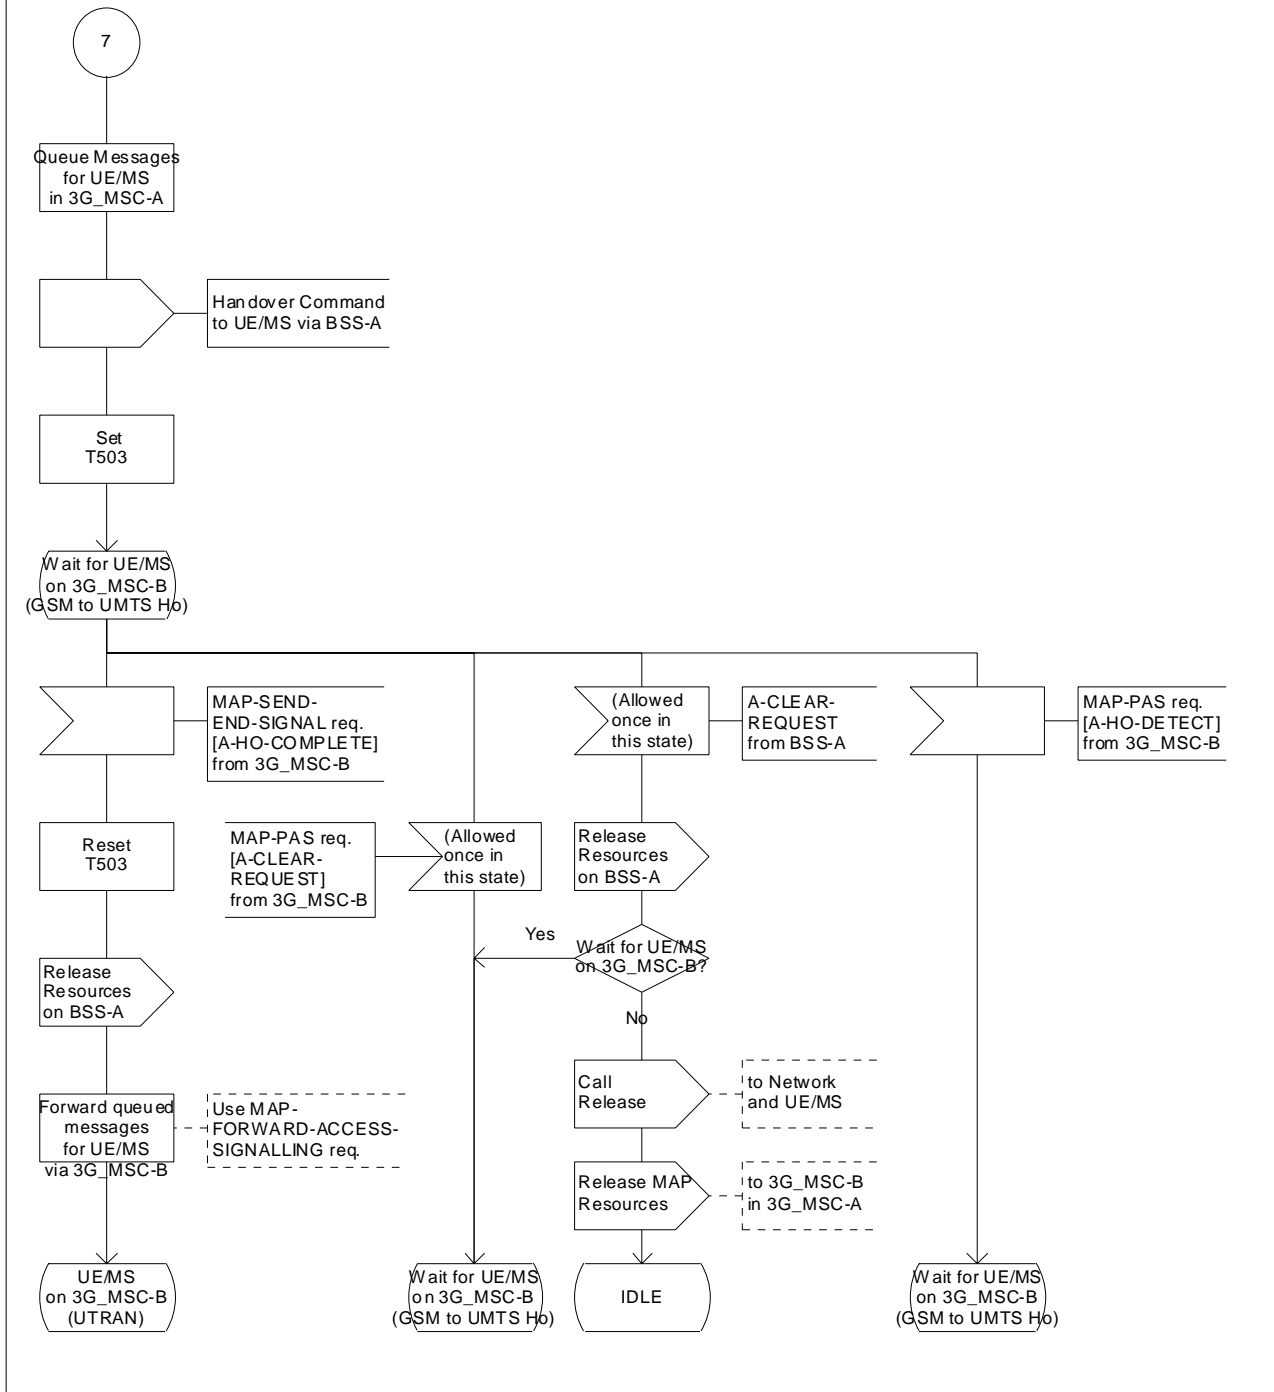 7
Queue Messages
for UE/MS
in 3G_MSC-A
Handover Command
to UE/MS via BSS-A
Set
T503
Wait for UE/MS
on 3G_MSC-B
(GSM to UMTS Ho)
MAP-SEND-
END-SIGNAL req.
[A-HO-COMPLETE]
from 3G_MSC-B
(Allowed
once in
this state)
A-CLEAR-
REQUEST
from BSS-A
MAP-PAS req.
[A-HO-DETECT]
from 3G_MSC-B
Reset
T503
MAP-PAS req.
[A-CLEAR-
REQUEST]
from 3G_MSC-B
(Allowed
once in
this state)
Release
Resources
on BSS-A
Yes
Wait for UE/MS
on 3G_MSC-B?
No
Release
Resources
on BSS-A
Forward queued
messages
for UE/MS
via 3G_MSC-B
Use MAP-
FORWARD-ACCESS-
SIGNALLING req.
Call
Release
to Network
and UE/MS
Release MAP
Resources
to 3G_MSC-B
in 3G_MSC-A
UE/MS
on 3G_MSC-B
(UTRAN)
Wait for UE/MS
on 3G_MSC-B
(GSM to UMTS Ho)
IDLE
Wait for UE/MS
on 3G_MSC-B
(GSM to UMTS Ho)